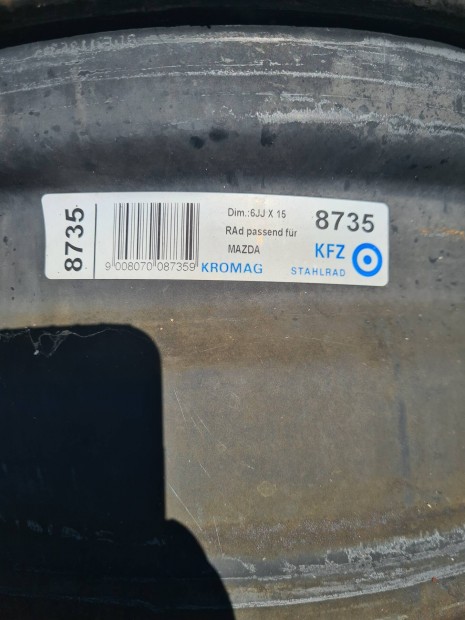 8735
9 008070 087359
Dim.:6JJ X 15
RAd passend für
MAZDA
KROMAG
8735
KFZ
STAHLRAD